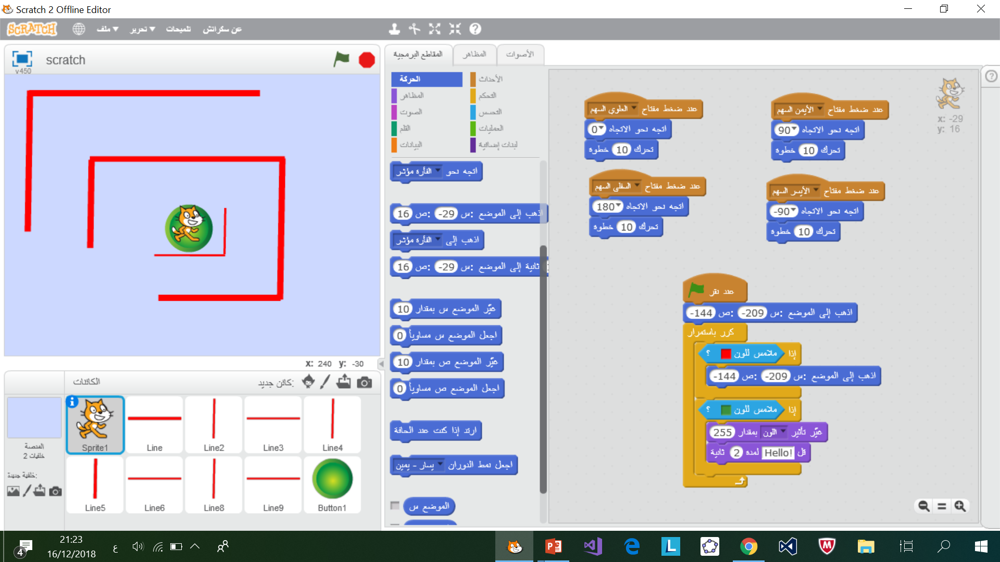 Scratch 2 Offline Editor
SCRATCH
ملف
تحرير
تلميحات
عن سكراتش
scratch
v450
المقاطع البرمجية
المظاهر
الأصوات
الحركة
الأحداث
المظاهر
التحكم
الصوت
التحسس
القلم
العمليات
البيانات
لبنات إضافية
اتجه نحو الفأرة مؤشر
اذهب إلى الموضع :س -29 :ص 16
اذهب إلى الفأرة مؤشر
ثانية إلى الموضع :س -29 :ص 16
غيّر الموضع س بمقدار 10
اجعل الموضع س مساوياً 0
غيّر الموضع ص بمقدار 10
اجعل الموضع ص مساوياً 0
ارتد إذا كنت عند الحافة
اجعل نمط الدوران يسار - يمين
الموضع س
عند ضغط مفتاح العلوي السهم
اتجه نحو الاتجاه 0
تحرك 10 خطوة
عند ضغط مفتاح الأيمن السهم
اتجه نحو الاتجاه 90
تحرك 10 خطوة
عند ضغط مفتاح السفلي السهم
اتجه نحو الاتجاه 180
تحرك 10 خطوة
عند ضغط مفتاح الأيسر السهم
اتجه نحو الاتجاه -90
تحرك 10 خطوة
x: -29
y: 16
عند نقر
اذهب إلى الموضع :س -209 :ص -144
كرر باستمرار
إذا ملامس للون ؟
اذهب إلى الموضع :س -209 :ص -144
إذا ملامس للون ؟
غيّر تأثير اللون بمقدار 255
قل Hello! لمدة 2 ثانية
x: 240 y: -30
الكائنات
كائن جديد:
Sprite1
Line
Line2
Line3
Line4
Line5
Line6
Line8
Line9
Button1
المنصة
2 خلفيات
خلفية جديدة:
4
21:23
16/12/2018
ع